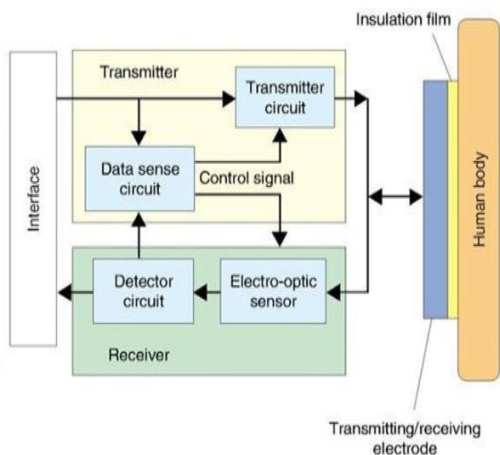 Insulation film
Transmitter
Transmitter
circuit
Data sense
circuit
Control signal
Interface
Human body
Detector
circuit
Electro-optic
sensor
Receiver
Transmitting/receiving
electrode